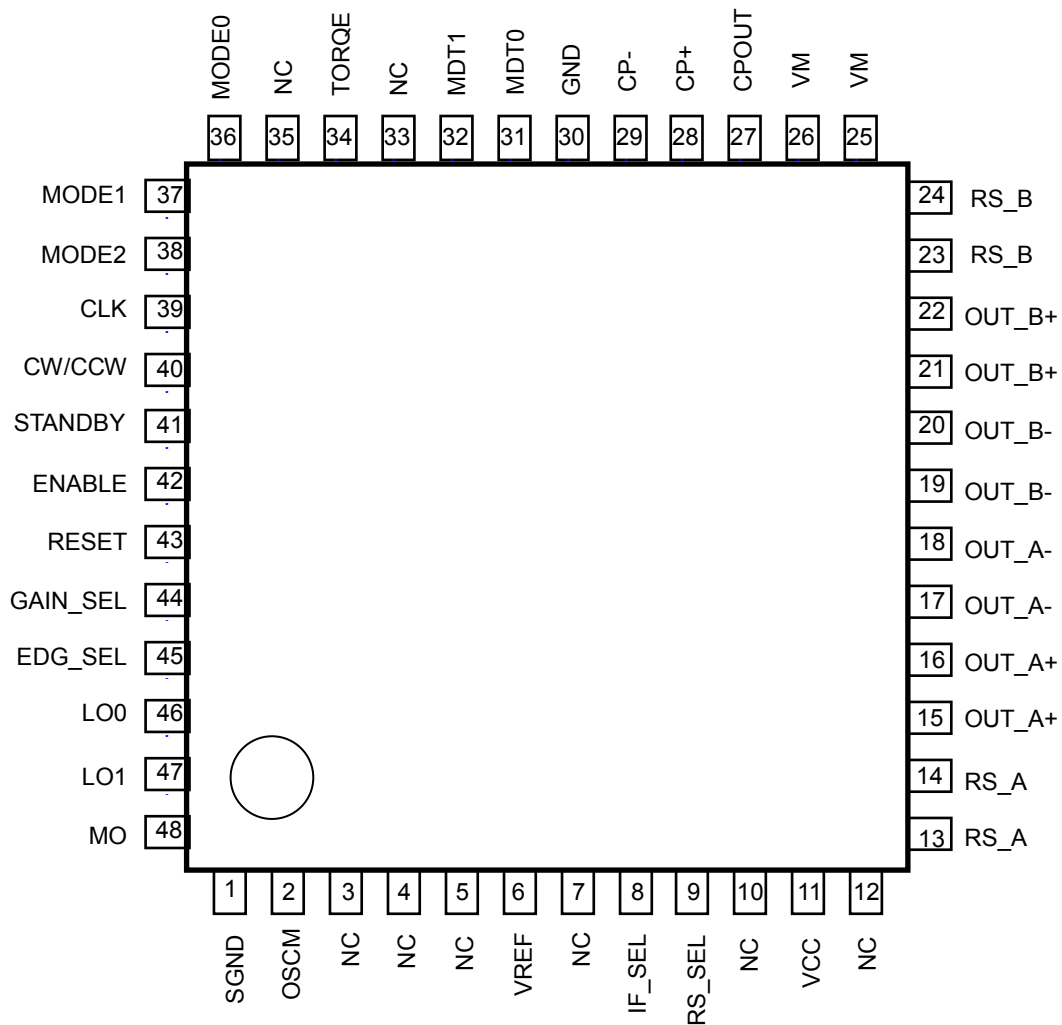 MODE0 NC TORQE NC MDT1 MDT0 GND CP- CP+ CPOUT VM VM
36 35 34 33 32 31 30 29 28 27 26 25
MODE1 37 24 RS_B
MODE2 38 23 RS_B
CLK 39 22 OUT_B+
CW/CCW 40 21 OUT_B+
STANDBY 41 20 OUT_B-
ENABLE 42 19 OUT_B-
RESET 43 18 OUT_A-
GAIN_SEL 44 17 OUT_A-
EDG_SEL 45 16 OUT_A+
LO0 46 15 OUT_A+
LO1 47 14 RS_A
MO 48 13 RS_A
1 2 3 4 5 6 7 8 9 10 11 12
SGND OSCM NC NC NC VREF NC IF_SEL RS_SEL NC VCC NC